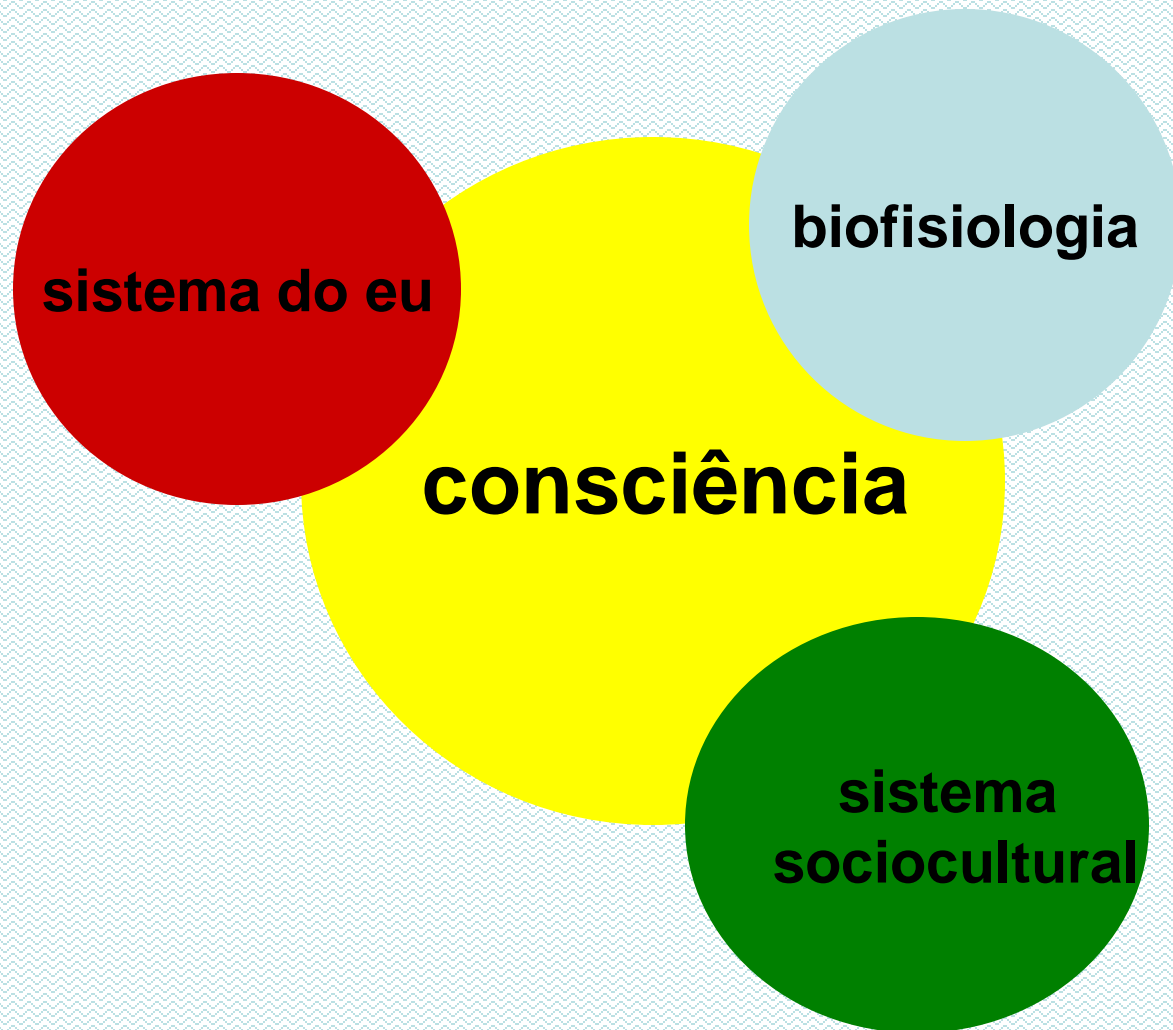 biofisiologia
sistema do eu
consciência
sistema
sociocultural